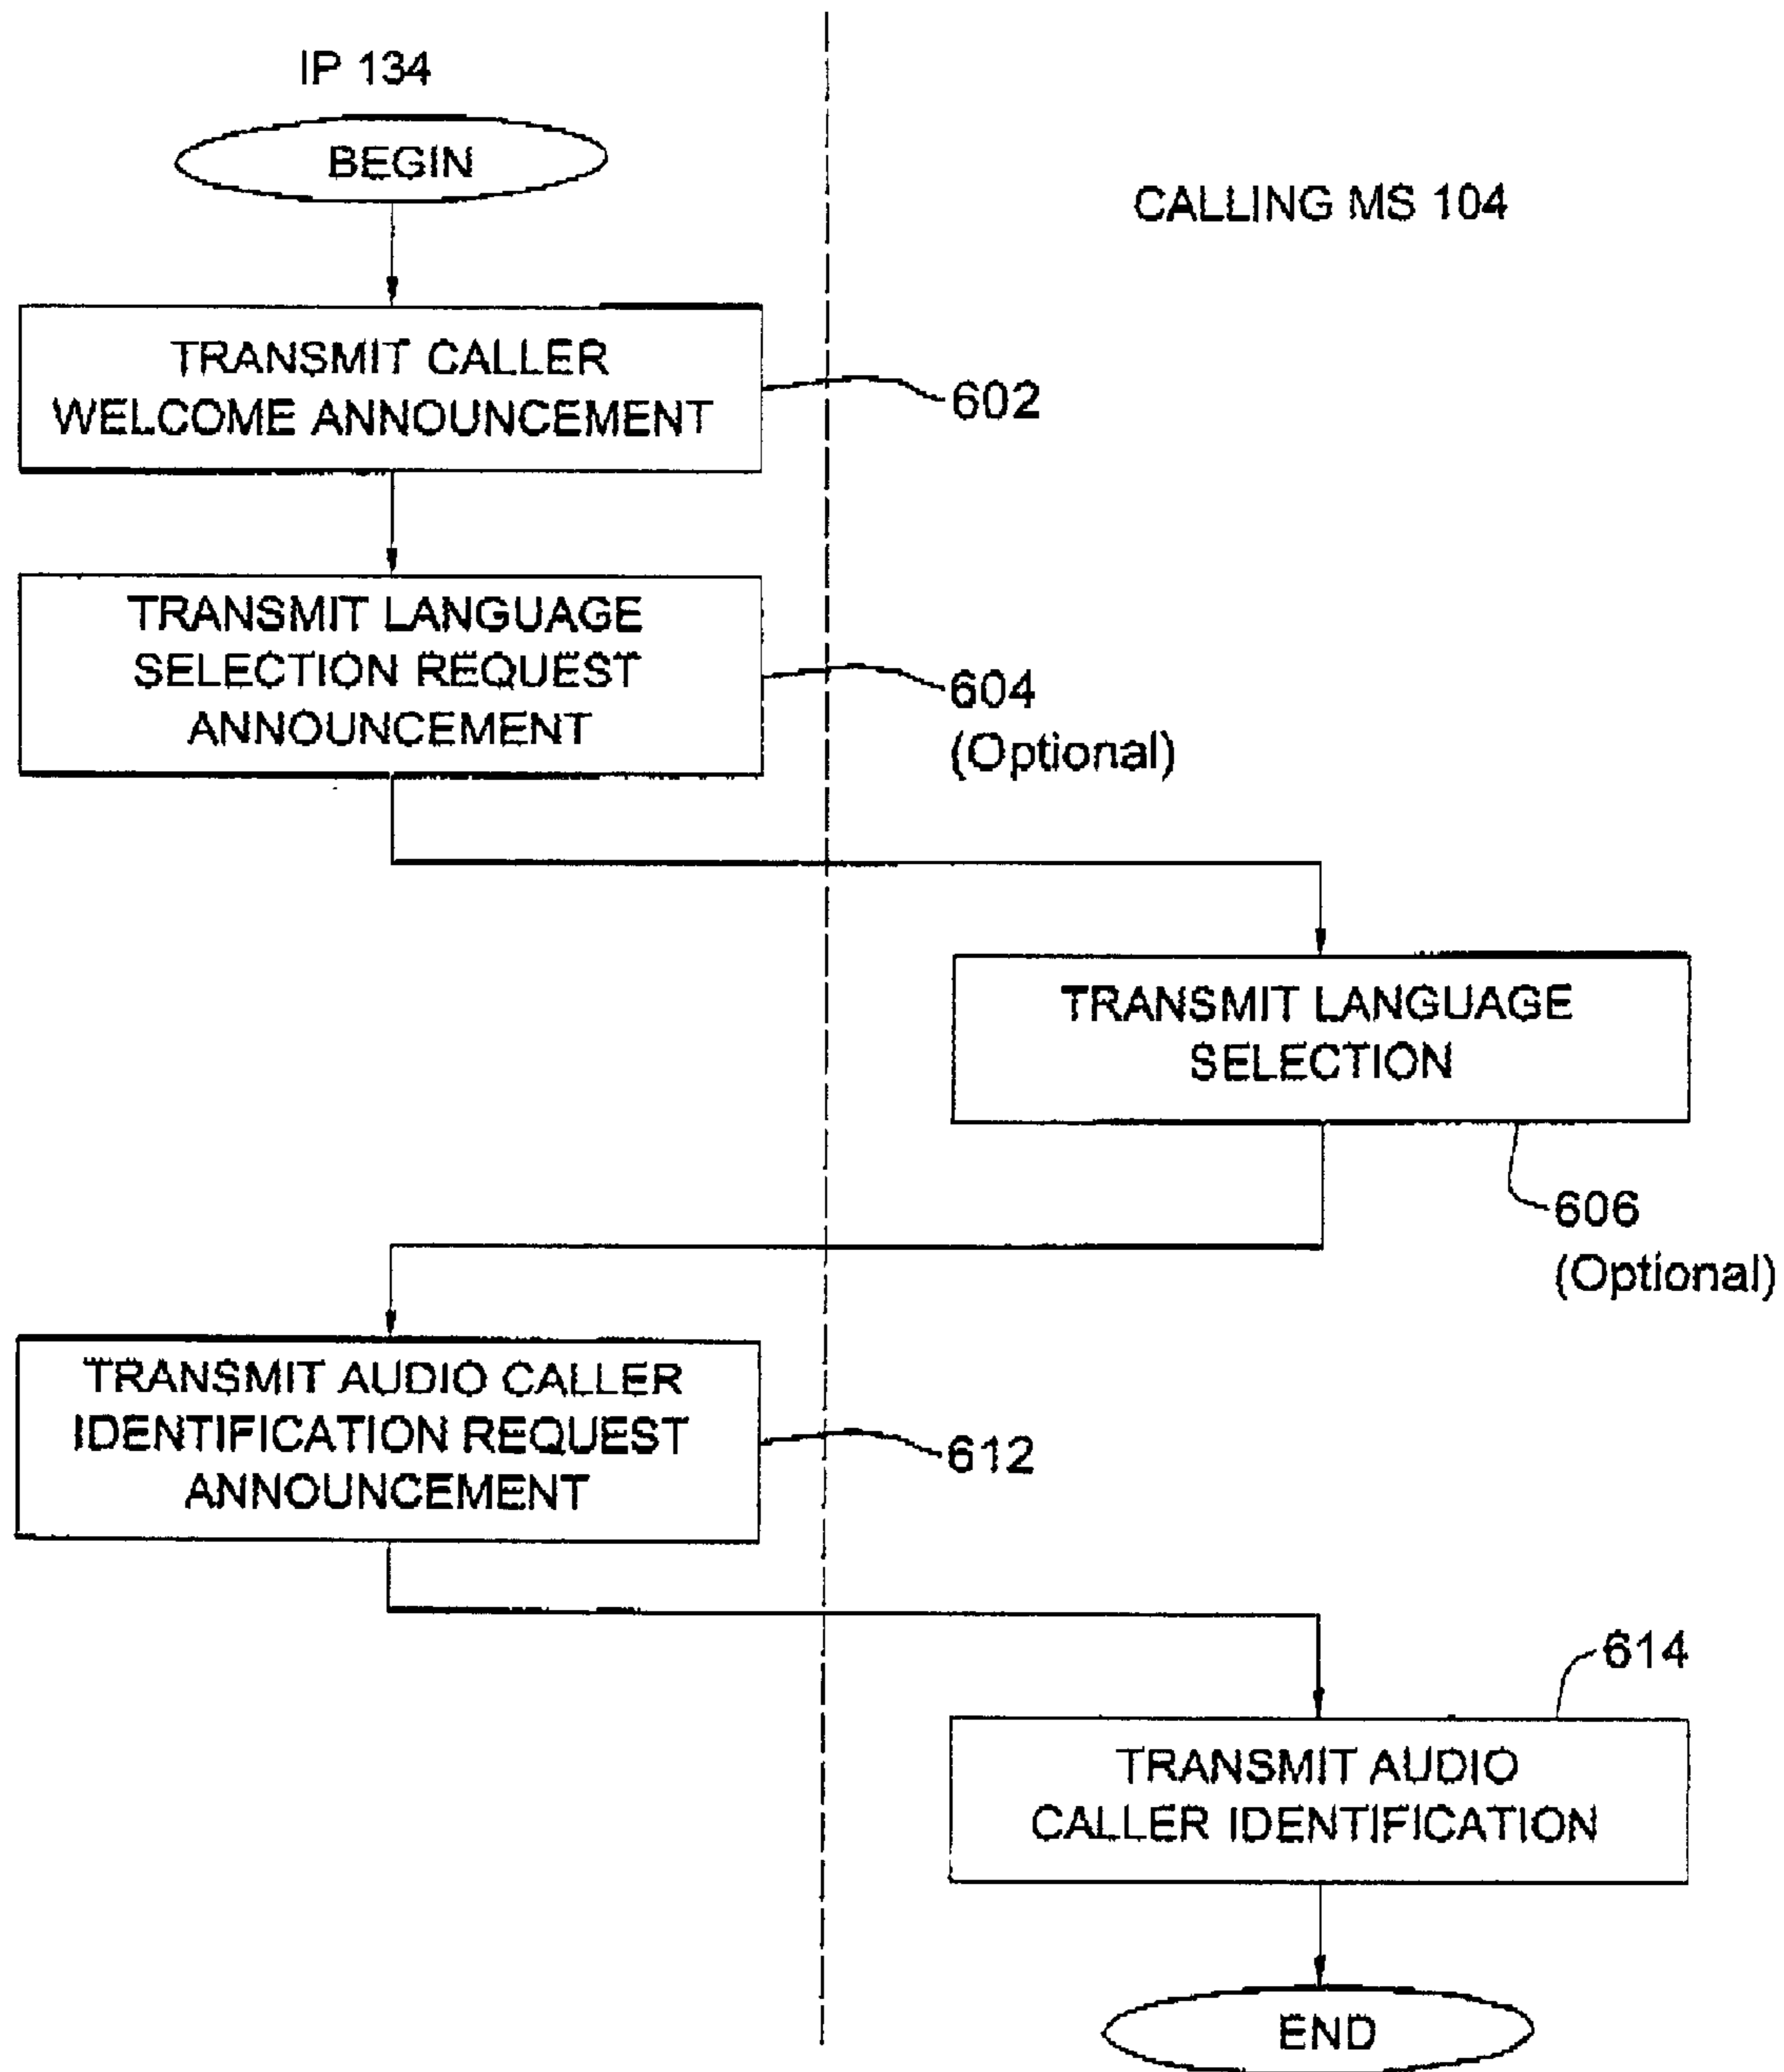 IP 134
BEGIN
CALLING MS 104
TRANSMIT CALLER
WELCOME ANNOUNCEMENT
602
TRANSMIT LANGUAGE
SELECTION REQUEST
ANNOUNCEMENT
604
(Optional)
TRANSMIT LANGUAGE
SELECTION
606
(Optional)
TRANSMIT AUDIO CALLER
IDENTIFICATION REQUEST
ANNOUNCEMENT
612
614
TRANSMIT AUDIO
CALLER IDENTIFICATION
END